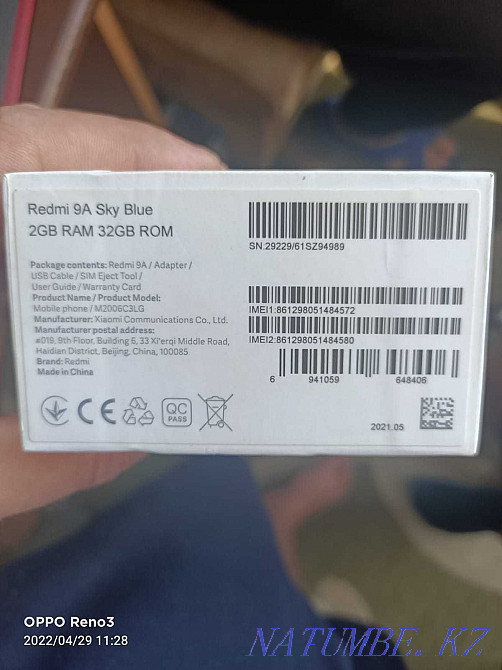 Redmi 9A Sky Blue
2GB RAM 32GB ROM
Package contents: Redmi 9A / Adapter /
USB Cable / SIM Eject Tool /
User Guide / Warranty Card
Product Name / Product Model:
Mobile phone / M2006C3LG
Manufacturer: Xiaomi Communications Co., Ltd.
Manufacturer postal address:
#019, 9th Floor, Building 6, 33 Xi'erqi Middle Road,
Haidian District, Beijing, China, 100085
Brand: Redmi
Made in China
CE
QC
PASS
SN:29229/61SZ94989
IMEI1:861298051484572
IMEI2:861298051484580
6 941059 648406
2021.05
OPPO Reno3
2022/04/29 11:28
NATUMBE.KZ